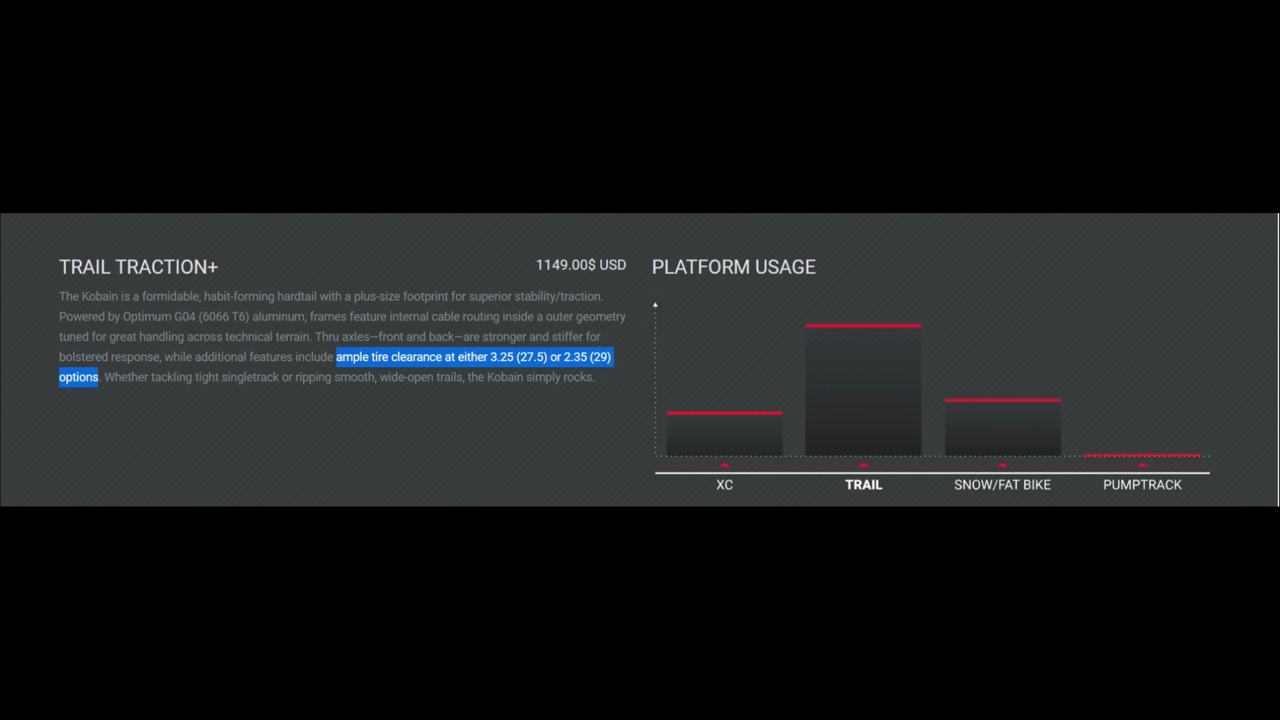 TRAIL TRACTION+
1149.00$ USD
The Kobain is a formidable, habit-forming hardtail with a plus-size footprint for superior stability/traction.
Powered by Optimum G04 (6066 T6) aluminum, frames feature internal cable routing inside a outer geometry
tuned for great handling across technical terrain. Thru axles—front and back—are stronger and stiffer for
bolstered response, while additional features include ample tire clearance at either 3.25 (27.5) or 2.35 (29)
options. Whether tackling tight singletrack or ripping smooth, wide-open trails, the Kobain simply rocks.
PLATFORM USAGE
XC
TRAIL
SNOW/FAT BIKE
PUMPTRACK